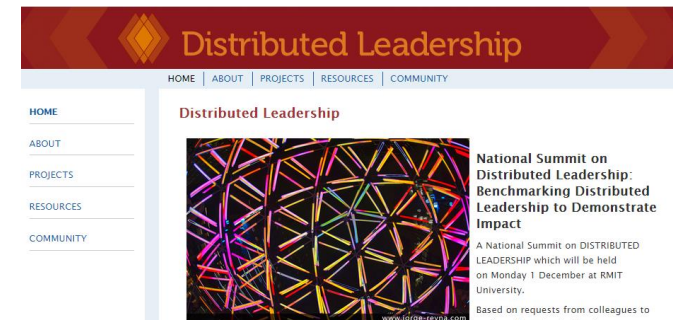 Distributed Leadership
HOME | ABOUT | PROJECTS | RESOURCES | COMMUNITY
HOME
ABOUT
PROJECTS
RESOURCES
COMMUNITY
Distributed Leadership
www.jorge-reyna.com
National Summit on
Distributed Leadership:
Benchmarking Distributed
Leadership to Demonstrate
Impact
A National Summit on DISTRIBUTED
LEADERSHIP which will be held
on Monday 1 December at RMIT
University.
Based on requests from colleagues to